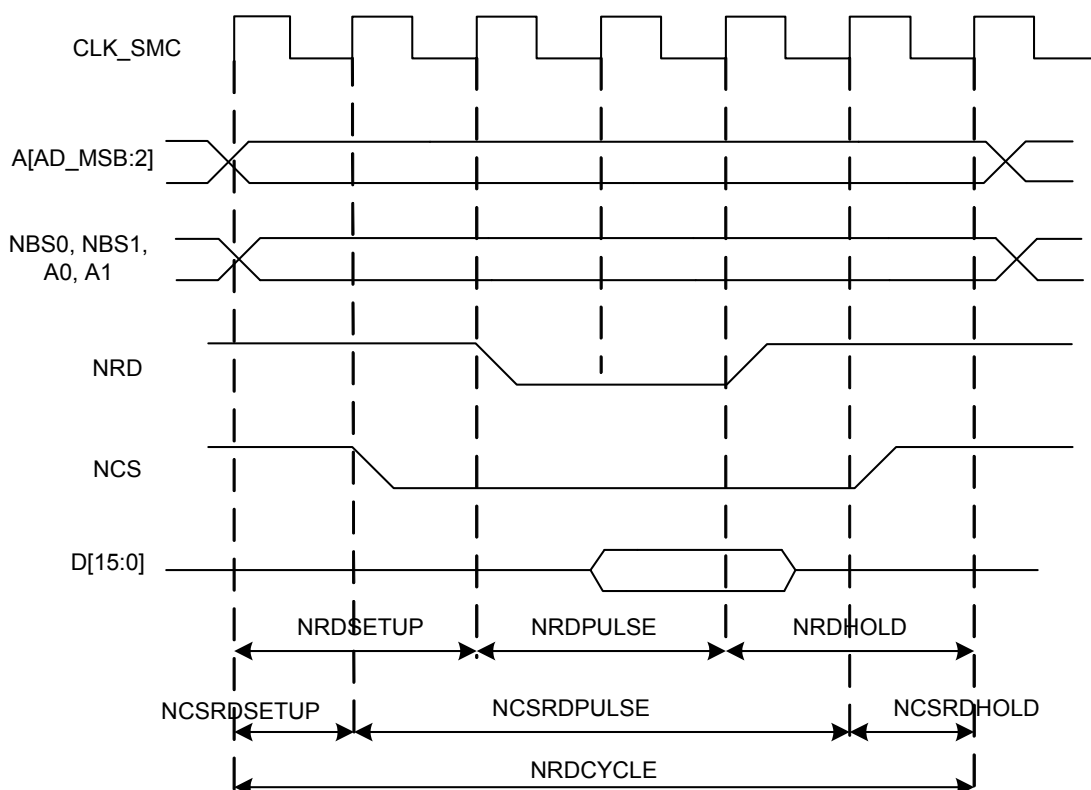 CLK_SMC
A[AD_MSB:2]
NBS0, NBS1,
A0, A1
NRD
NCS
D[15:0]
NRDSETUP NRDPULSE NRDHOLD
NCSRDSETUP NCSRDPULSE NCSRDHOLD
NRDCYCLE